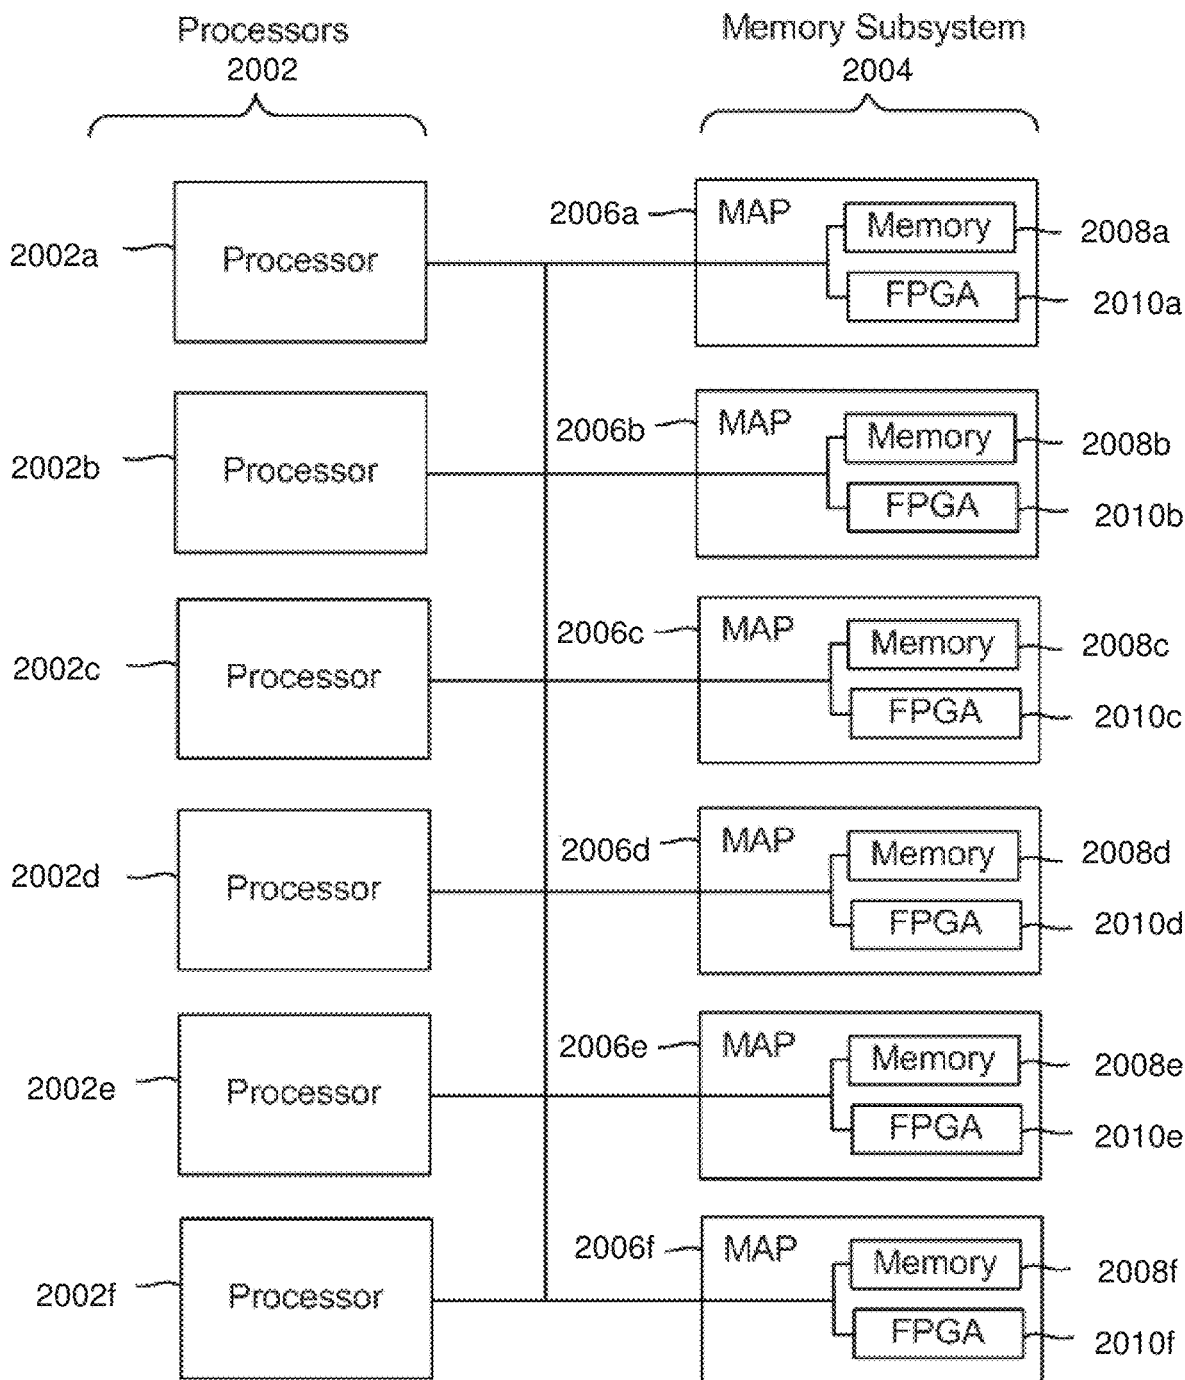 Processors
2002
Memory Subsystem
2004
2002a
Processor
2006a
MAP
Memory
2008a
FPGA
2010a
2002b
Processor
2006b
MAP
Memory
2008b
FPGA
2010b
2002c
Processor
2006c
MAP
Memory
2008c
FPGA
2010c
2002d
Processor
2006d
MAP
Memory
2008d
FPGA
2010d
2002e
Processor
2006e
MAP
Memory
2008e
FPGA
2010e
2002f
Processor
2006f
MAP
Memory
2008f
FPGA
2010f